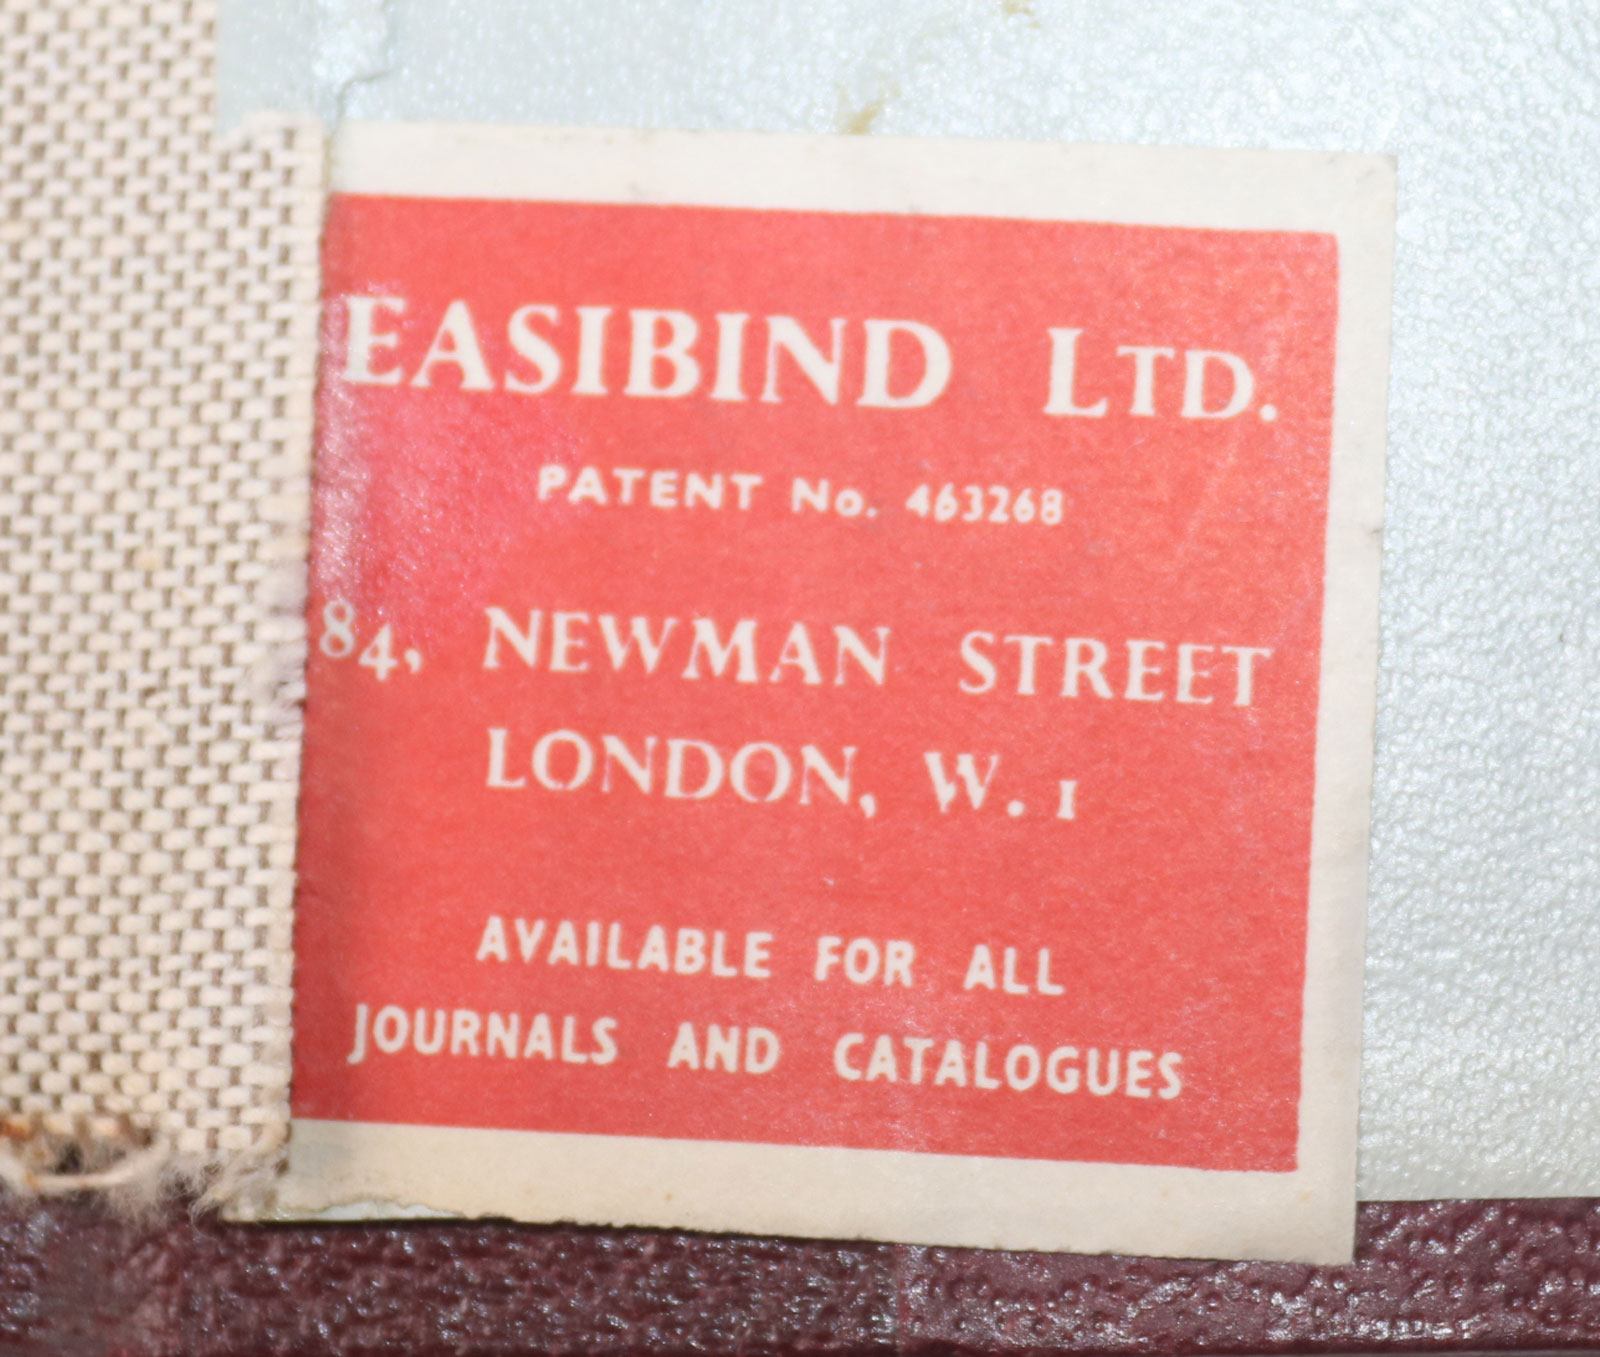 EASIBIND LTD.
PATENT No. 463268
84, NEWMAN STREET
LONDON, W. 1
AVAILABLE FOR ALL
JOURNALS AND CATALOGUES